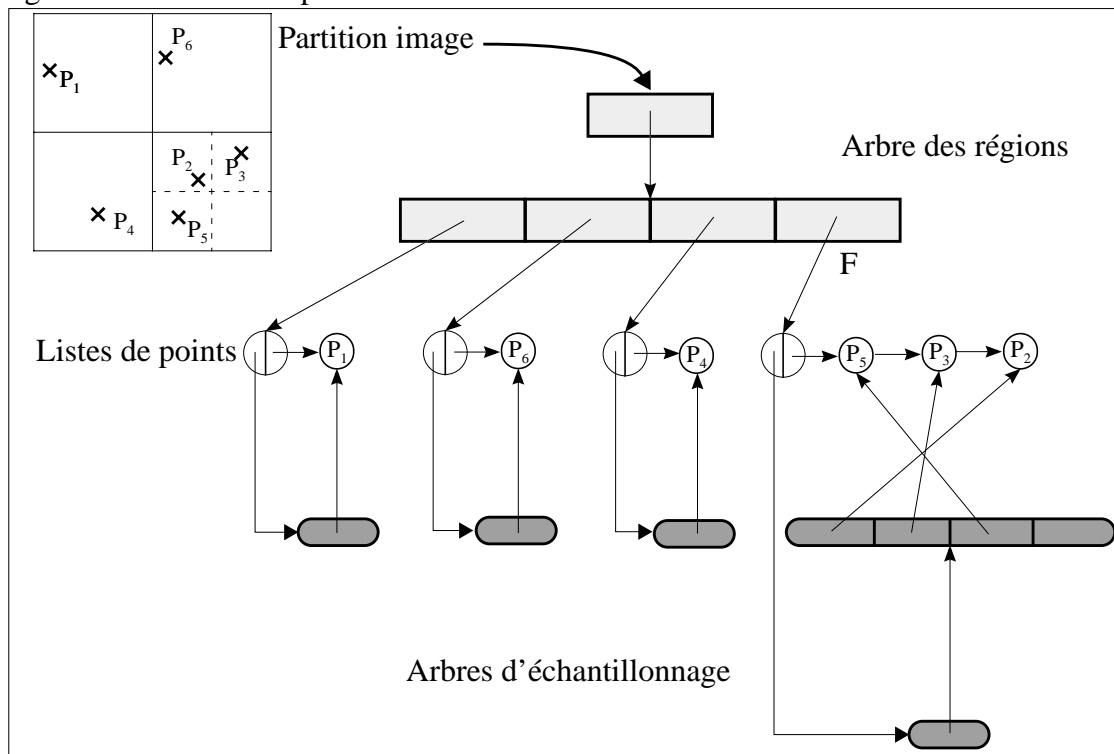 P6
Partition image
P1
Arbre des régions
P2
P3
P4
P5
F
Listes de points
P1
P6
P4
P5
P3
P2
Arbres d’échantillonnage